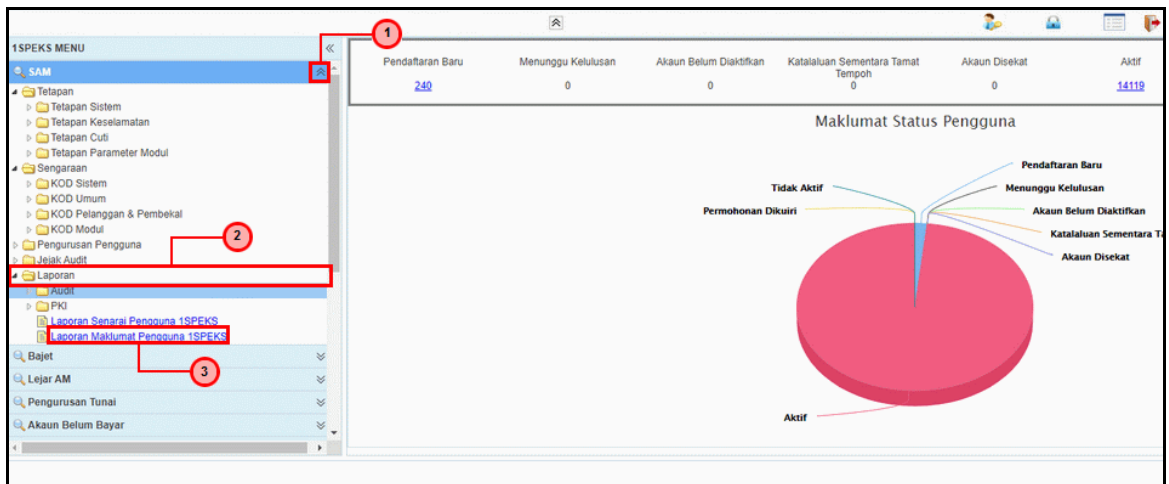 1
1SPEKS MENU
SAM
Tetapan
Tetapan Sistem
Tetapan Keselamatan
Tetapan Cuti
Tetapan Parameter Modul
Sengaraan
KOD Sistem
KOD Umum
KOD Pelanggan & Pembekal
KOD Modul
2
Pengurusan Pengguna
Jejak Audit
Laporan
Audit
PKI
Laporan Senarai Pengguna 1SPEKS
Laporan Maklumat Pengguna 1SPEKS
3
Bajet
Lejar AM
Pengurusan Tunai
Akaun Belum Bayar
Pendaftaran Baru
240
Menunggu Kelulusan
0
Akaun Belum Diaktifkan
0
Katalaluan Sementara Tamat
Tempoh
0
Akaun Disekat
0
Aktif
14119
Maklumat Status Pengguna
Pendaftaran Baru
Tidak Aktif
Menunggu Kelulusan
Permohonan Dikuiri
Akaun Belum Diaktifkan
Katalaluan Sementara Ta
Akaun Disekat
Aktif